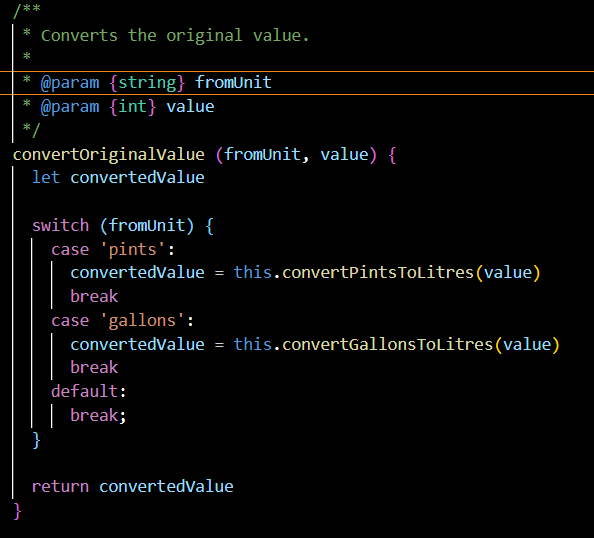 /**
 * Converts the original value.
 *
 * @param {string} fromUnit
 * @param {int} value
 */
convertOriginalValue (fromUnit, value) {
  let convertedValue

  switch (fromUnit) {
    case 'pints':
      convertedValue = this.convertPintsToLitres(value)
      break
    case 'gallons':
      convertedValue = this.convertGallonsToLitres(value)
      break
    default:
      break;
  }

  return convertedValue
}